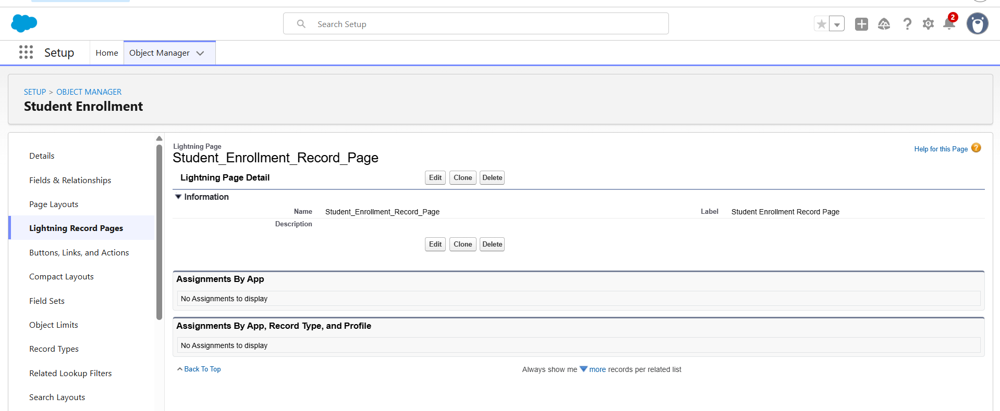 Search Setup
2
Setup
Home
Object Manager
SETUP > OBJECT MANAGER
Student Enrollment
Details
Fields & Relationships
Page Layouts
Lightning Record Pages
Buttons, Links, and Actions
Compact Layouts
Field Sets
Object Limits
Record Types
Related Lookup Filters
Search Layouts
Lightning Page
Student_Enrollment_Record_Page
Help for this Page ?
Lightning Page Detail
Edit Clone Delete
Information
Name Student_Enrollment_Record_Page Label Student Enrollment Record Page
Description
Edit Clone Delete
Assignments By App
No Assignments to display
Assignments By App, Record Type, and Profile
No Assignments to display
Back To Top
Always show me more records per related list